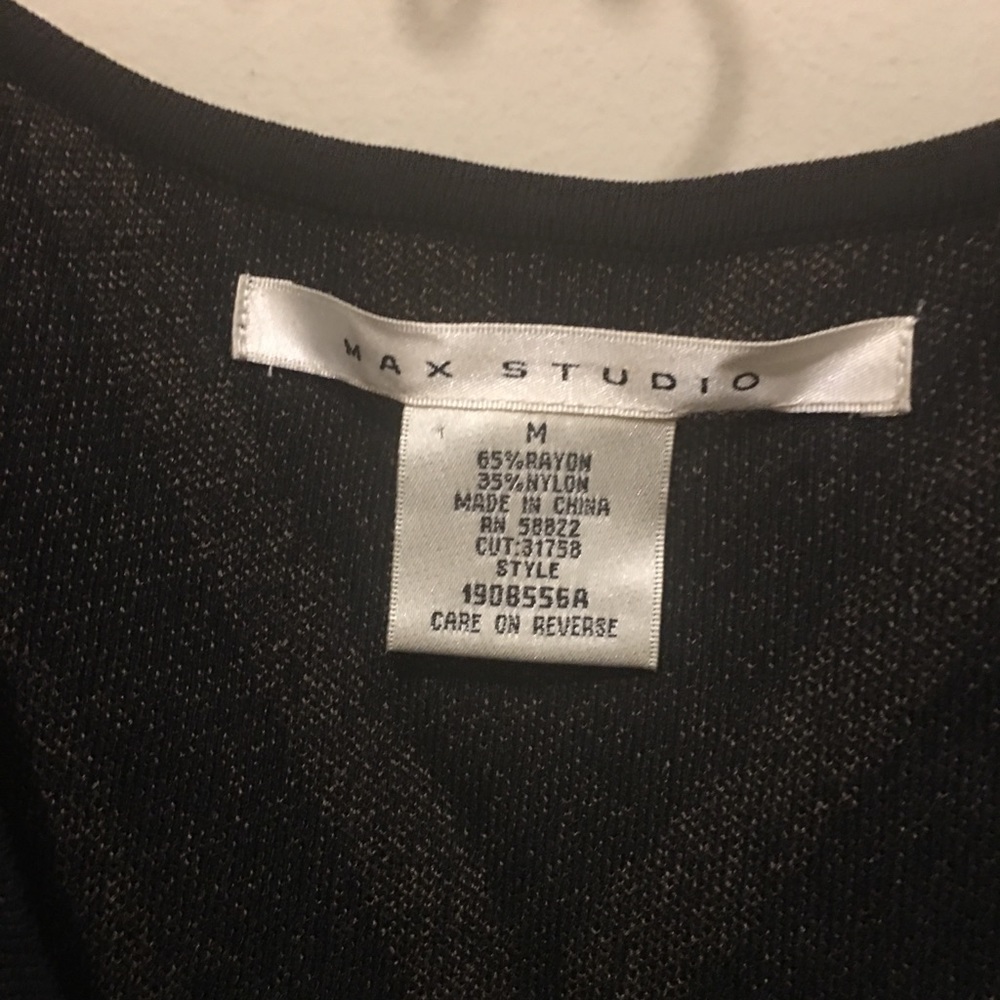 MAX STUDIO
M
65%RAYON
35%NYLON
MADE IN CHINA
RN 58822
CUT:31758
STYLE
1908556A
CARE ON REVERSE